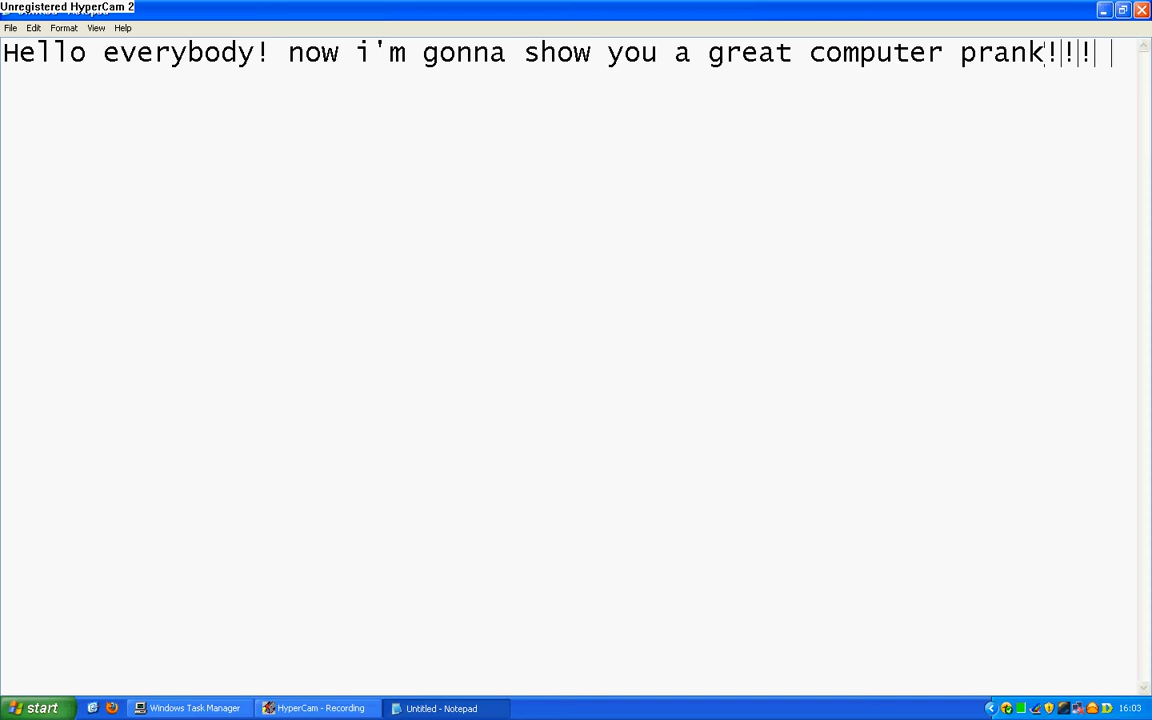 Unregistered HyperCam 2
File Edit Format View Help
Hello everybody! now i'm gonna show you a great computer prank!!!
start Windows Task Manager HyperCam - Recording Untitled - Notepad 16:03